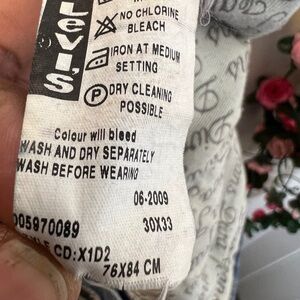 Levi's
NO CHLORINE
BLEACH
IRON AT MEDIUM
SETTING
P
DRY CLEANING
POSSIBLE
Colour will bleed
WASH AND DRY SEPARATELY
WASH BEFORE WEARING
06-2009
005970089
30X33
CD:X1D2
76X84 CM